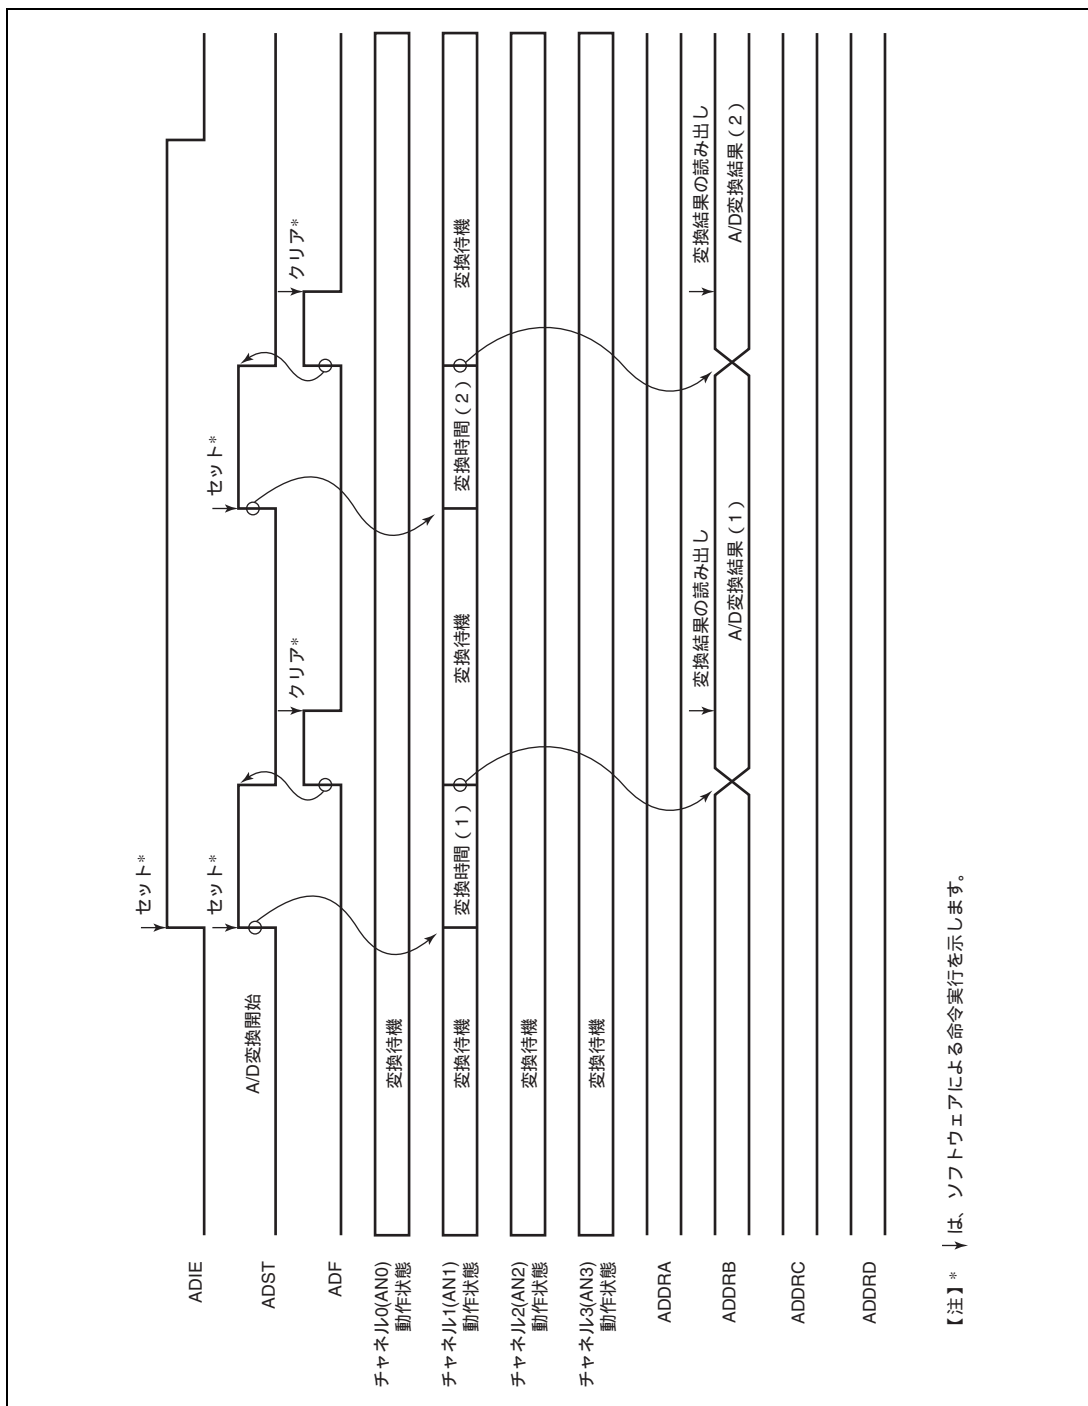 ADIE
セット*
ADST
A/D変換開始
セット*
セット*
ADF
クリア*
クリア*
チャネル0(AN0)
動作状態
変換待機
チャネル1(AN1)
動作状態
変換待機
変換時間(1)
変換待機
変換時間(2)
変換待機
チャネル2(AN2)
動作状態
変換待機
チャネル3(AN3)
動作状態
変換待機
ADDRA
変換結果の読み出し
変換結果の読み出し
ADDRB
A/D変換結果(1)
A/D変換結果(2)
ADDRC
ADDRD
【注】* ↓ は、ソフトウェアによる命令実行を示します。